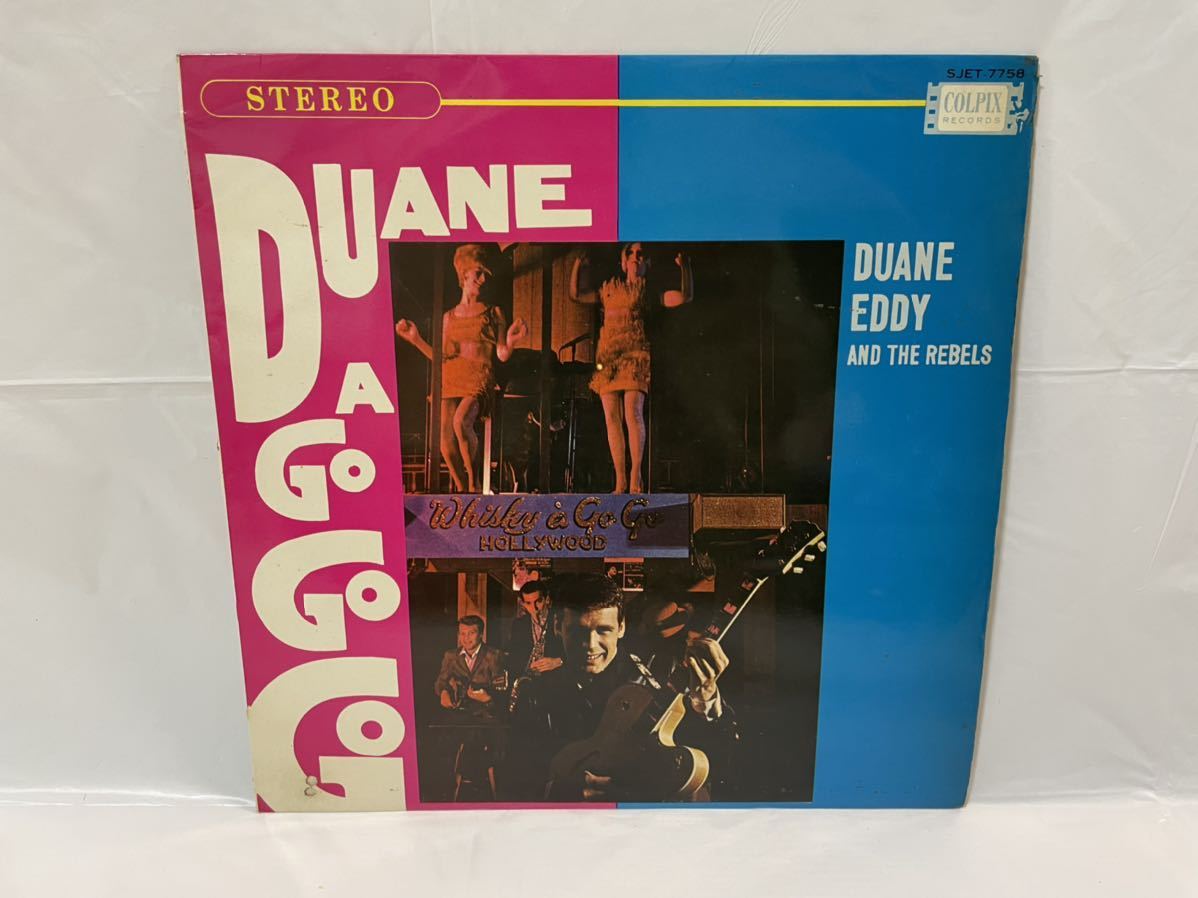 SJET-7758
STEREO
COLPIX
RECORDS
DUANE
A
GO
GO
GO
DUANE
EDDY
AND THE REBELS
Whisky à Go Go
HOLLYWOOD